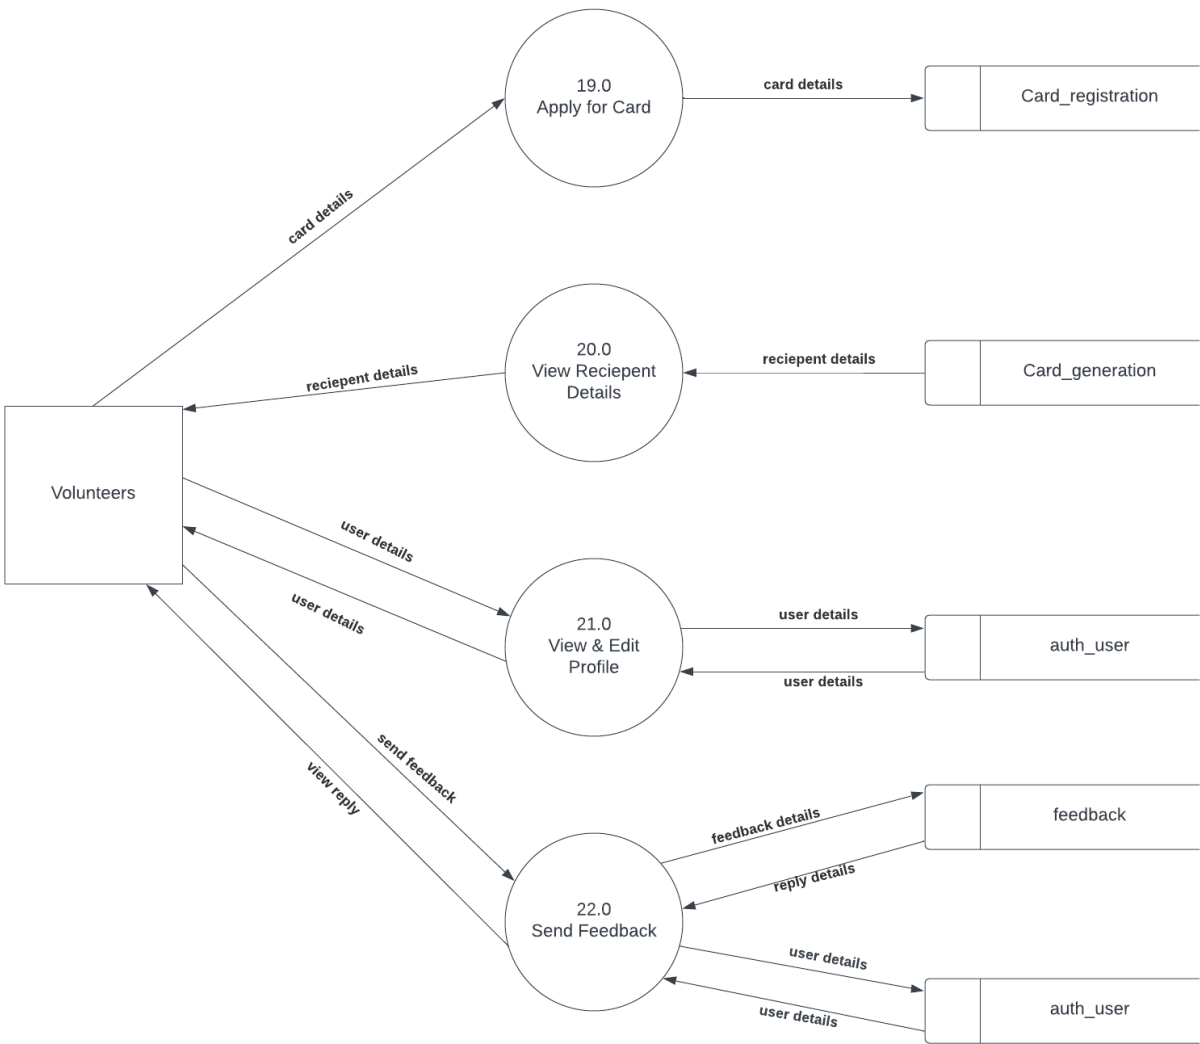 19.0
Apply for Card
card details
Card_registration
card details
20.0
View Reciepent
Details
reciepent details
Card_generation
reciepent details
Volunteers
user details
user details
21.0
View & Edit
Profile
user details
user details
auth_user
send feedback
view reply
22.0
Send Feedback
feedback details
reply details
feedback
user details
user details
auth_user